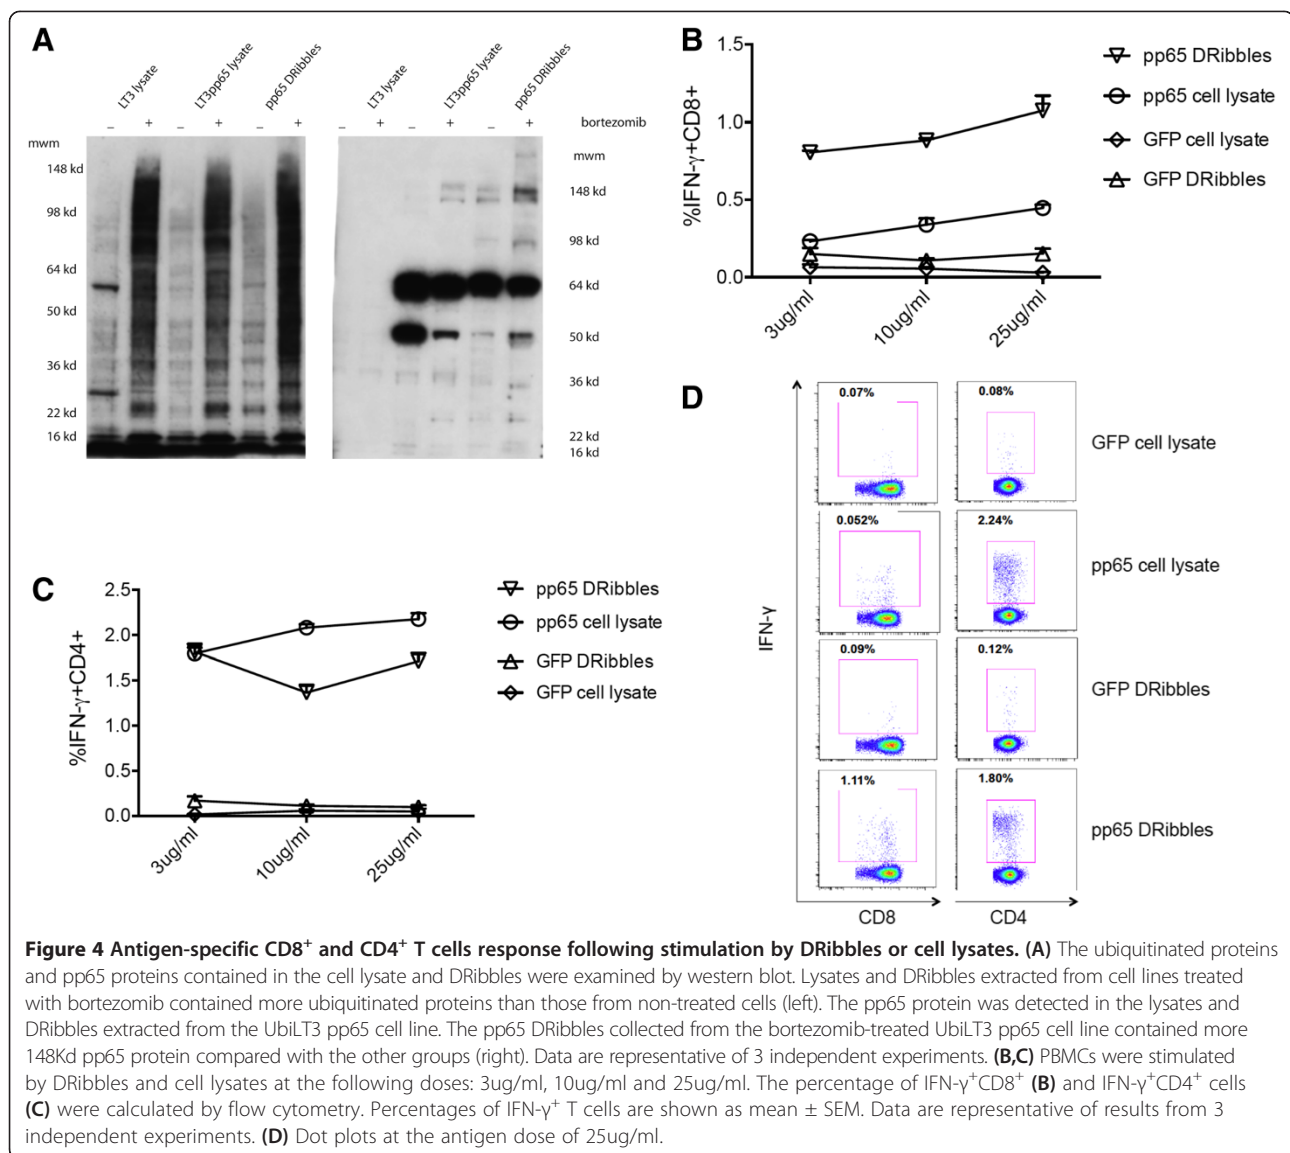 A
LT3 lysate
LT3pp65 lysate
pp65 DRibbles
LT3 lysate
LT3pp65 lysate
pp65 DRibbles
– + – + – +
– + – + – + bortezomib
mwm
148 kd
98 kd
64 kd
50 kd
36 kd
22 kd
16 kd
mwm
148 kd
98 kd
64 kd
50 kd
36 kd
22 kd
16 kd
B
%IFN-γ+CD8+
1.5
1.0
0.5
0.0
3ug/ml
10ug/ml
25ug/ml
pp65 DRibbles
pp65 cell lysate
GFP cell lysate
GFP DRibbles
C
%IFN-γ+CD4+
2.5
2.0
1.5
1.0
0.5
0.0
3ug/ml
10ug/ml
25ug/ml
pp65 DRibbles
pp65 cell lysate
GFP DRibbles
GFP cell lysate
D
IFN-γ
0.07%
0.08%
GFP cell lysate
0.052%
2.24%
pp65 cell lysate
0.09%
0.12%
GFP DRibbles
1.11%
1.80%
pp65 DRibbles
CD8
CD4
Figure 4 Antigen-specific CD8+ and CD4+ T cells response following stimulation by DRibbles or cell lysates. (A) The ubiquitinated proteins
and pp65 proteins contained in the cell lysate and DRibbles were examined by western blot. Lysates and DRibbles extracted from cell lines treated
with bortezomib contained more ubiquitinated proteins than those from non-treated cells (left). The pp65 protein was detected in the lysates and
DRibbles extracted from the UbiLT3 pp65 cell line. The pp65 DRibbles collected from the bortezomib-treated UbiLT3 pp65 cell line contained more
148Kd pp65 protein compared with the other groups (right). Data are representative of 3 independent experiments. (B,C) PBMCs were stimulated
by DRibbles and cell lysates at the following doses: 3ug/ml, 10ug/ml and 25ug/ml. The percentage of IFN-γ+CD8+ (B) and IFN-γ+CD4+ cells
(C) were calculated by flow cytometry. Percentages of IFN-γ+ T cells are shown as mean ± SEM. Data are representative of results from 3
independent experiments. (D) Dot plots at the antigen dose of 25ug/ml.